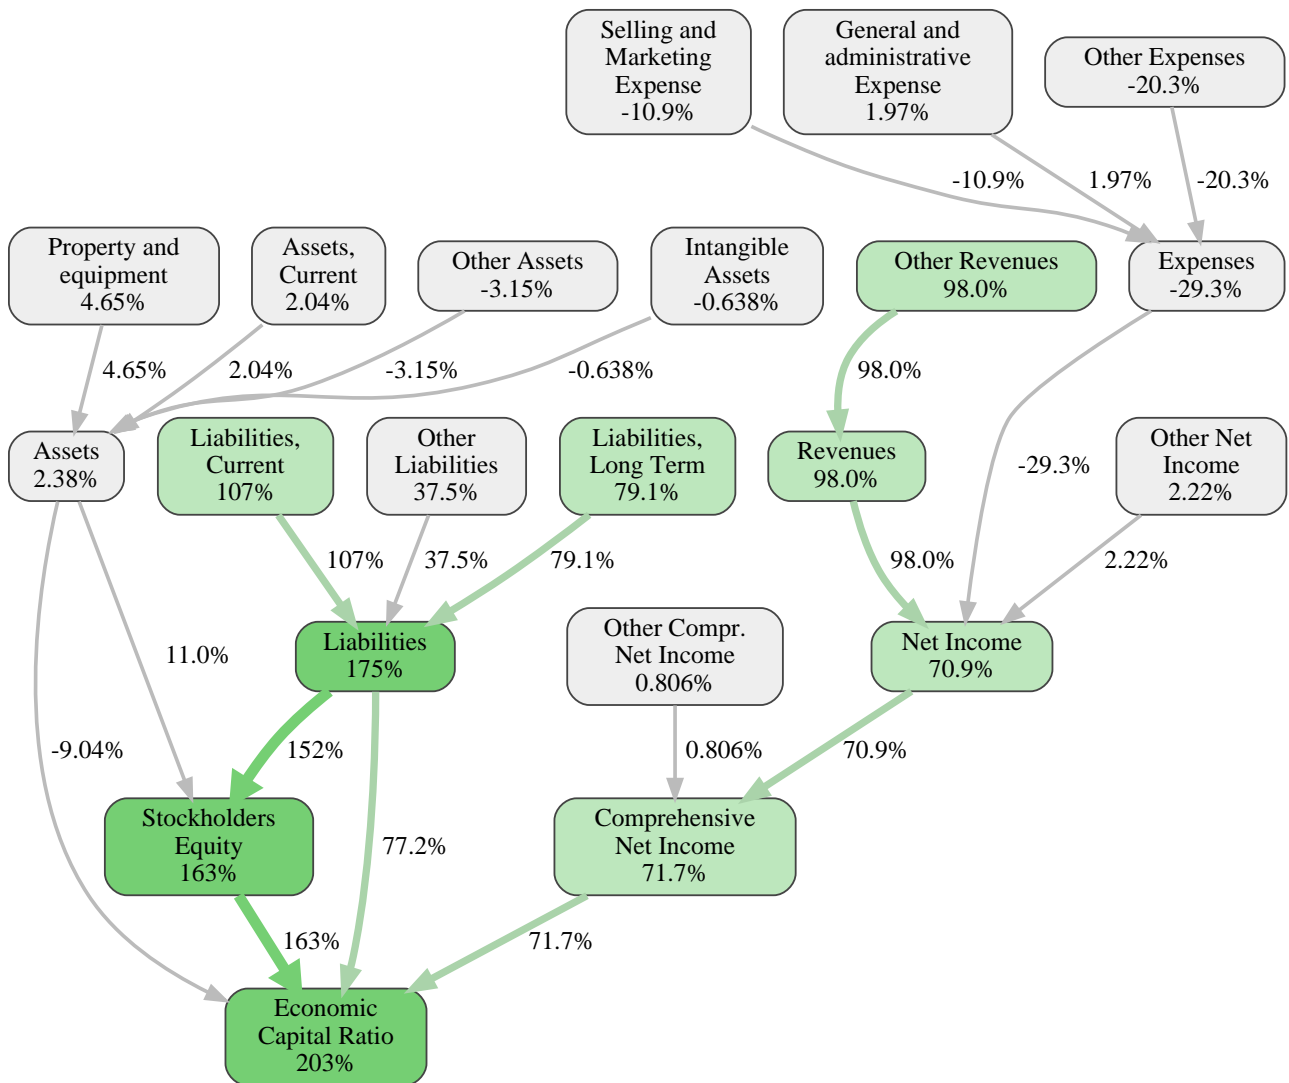 Selling and
Marketing
Expense
-10.9%
General and
administrative
Expense
1.97%
Other Expenses
-20.3%
-10.9%
1.97%
-20.3%
Property and
equipment
4.65%
Assets,
Current
2.04%
Other Assets
-3.15%
Intangible
Assets
-0.638%
Other Revenues
98.0%
Expenses
-29.3%
4.65%
2.04%
-3.15%
-0.638%
98.0%
Assets
2.38%
Liabilities,
Current
107%
Other
Liabilities
37.5%
Liabilities,
Long Term
79.1%
Revenues
98.0%
-29.3%
Other Net
Income
2.22%
107%
37.5%
79.1%
98.0%
2.22%
11.0%
Liabilities
175%
Other Compr.
Net Income
0.806%
Net Income
70.9%
-9.04%
152%
0.806%
70.9%
Stockholders
Equity
163%
77.2%
Comprehensive
Net Income
71.7%
163%
71.7%
Economic
Capital Ratio
203%